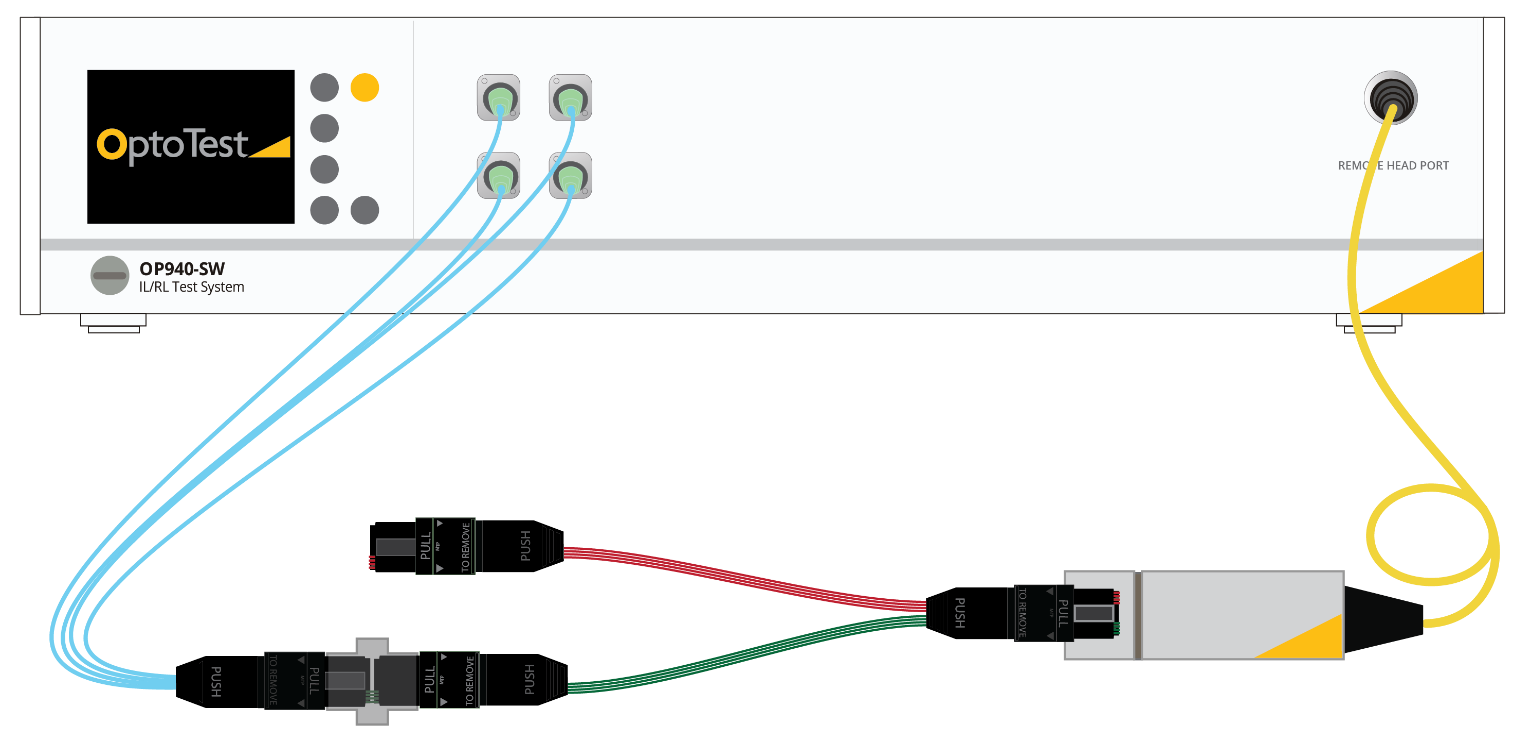 OptoTest
REMOTE HEAD PORT
OP940-SW
IL/RL Test System
PULL
TO REMOVE
PUSH
PUSH
TO REMOVE
PULL
PUSH
TO REMOVE
PULL
PULL
TO REMOVE
PUSH